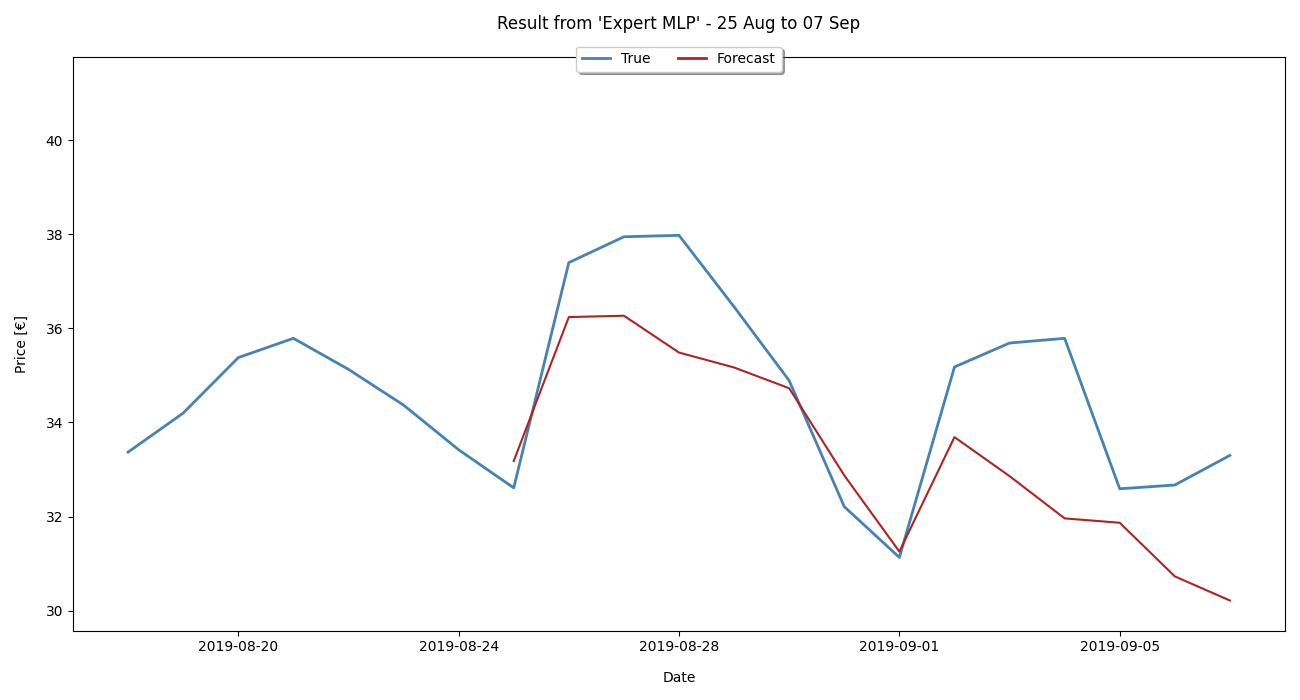 Result from 'Expert MLP' - 25 Aug to 07 Sep
True Forecast
40
38
36
34
32
30
Price [€]
2019-08-20 2019-08-24 2019-08-28 2019-09-01 2019-09-05
Date